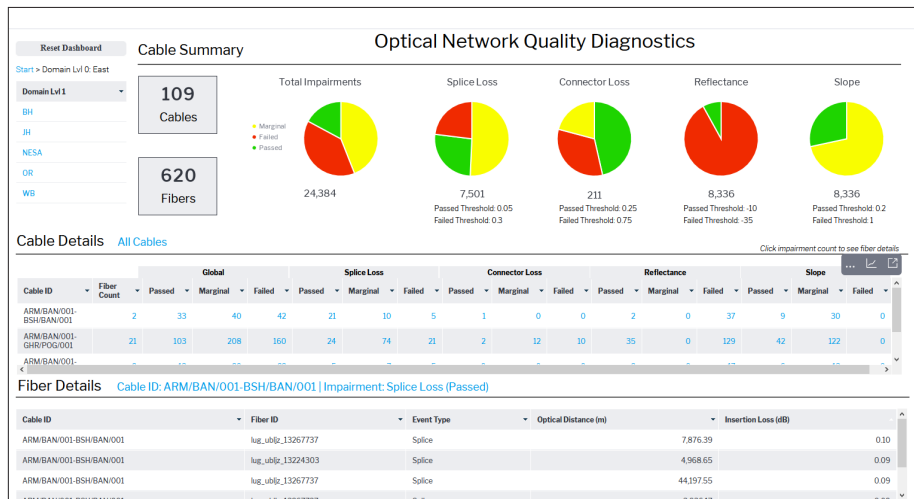 Optical Network Quality Diagnostics
Reset Dashboard
Cable Summary
Start > Domain Lvl 0: East
Domain Lvl 1
BH
JH
NESA
OR
WB
109
Cables
620
Fibers
Total Impairments
Marginal
Failed
Passed
24,384
Splice Loss
7,501
Passed Threshold: 0.05
Failed Threshold: 0.3
Connector Loss
211
Passed Threshold: 0.25
Failed Threshold: 0.75
Reflectance
8,336
Passed Threshold: -10
Failed Threshold: -35
Slope
8,336
Passed Threshold: 0.2
Failed Threshold: 1
Cable Details All Cables
Click impairment count to see fiber details
Global Splice Loss Connector Loss Reflectance Slope
Cable ID Fiber Count Passed Marginal Failed Passed Marginal Failed Passed Marginal Failed Passed Marginal Failed Passed Marginal Failed
ARM/BAN/001-
BSH/BAN/001 2 33 40 42 21 10 5 1 0 0 2 0 37 9 30 0
ARM/BAN/001-
GHR/POG/001 21 103 208 160 24 74 21 2 12 10 35 0 129 42 122 0
ARM/BAN/001-
Fiber Details Cable ID: ARM/BAN/001-BSH/BAN/001 | Impairment: Splice Loss (Passed)
Cable ID Fiber ID Event Type Optical Distance (m) Insertion Loss (dB)
ARM/BAN/001-BSH/BAN/001 lug_ubljz_13267737 Splice 7,876.39 0.10
ARM/BAN/001-BSH/BAN/001 lug_ubljz_13224303 Splice 4,968.65 0.09
ARM/BAN/001-BSH/BAN/001 lug_ubljz_13267737 Splice 44,197.55 0.09